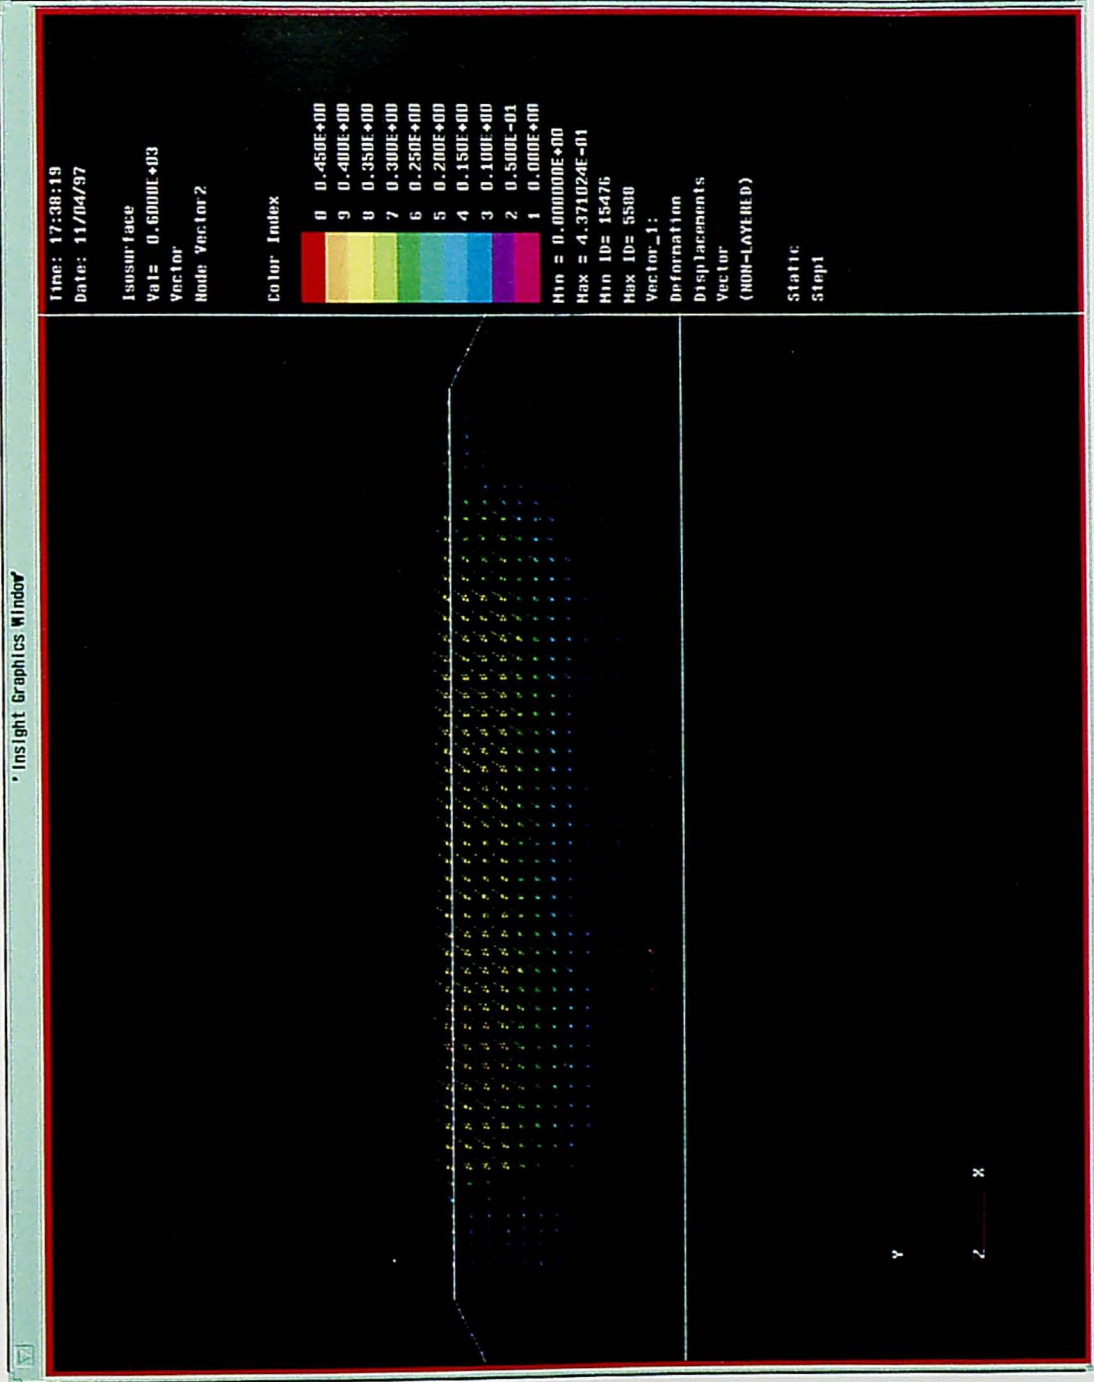 "Insight Graphics Window"
Time: 17:38:19
Date: 11/04/97
Isosurface
Val= 0.6000E+03
Vector
Node Vector2
Color Index
0 0.450E+00
9 0.400E+00
8 0.350E+00
7 0.300E+00
6 0.250E+00
5 0.200E+00
4 0.150E+00
3 0.100E+00
2 0.500E-01
1 0.000E+00
Min = 0.000000E+00
Max = 4.371024E-01
Min ID= 15476
Max ID= 5580
Vector_1:
Deformation
Displacements
Vector
(NON-LAYERED)
Static
Step1
Y
Z X